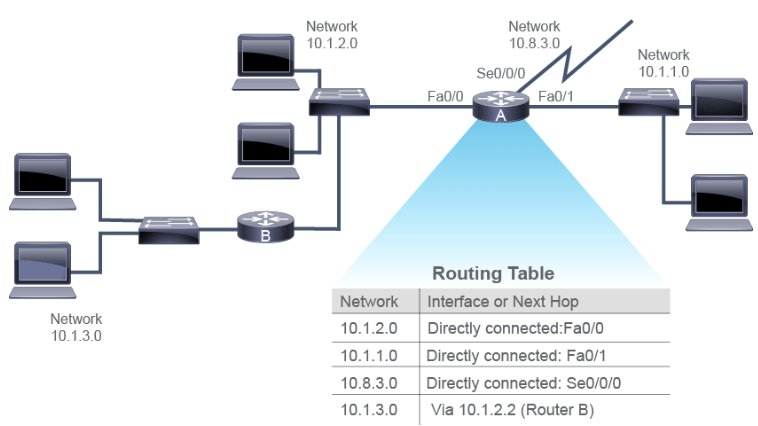 Network
10.1.2.0
Network
10.8.3.0
Network
10.1.1.0
Se0/0/0
Fa0/0
A
Fa0/1
B
Network
10.1.3.0
Routing Table
Network Interface or Next Hop
10.1.2.0 Directly connected:Fa0/0
10.1.1.0 Directly connected: Fa0/1
10.8.3.0 Directly connected: Se0/0/0
10.1.3.0 Via 10.1.2.2 (Router B)